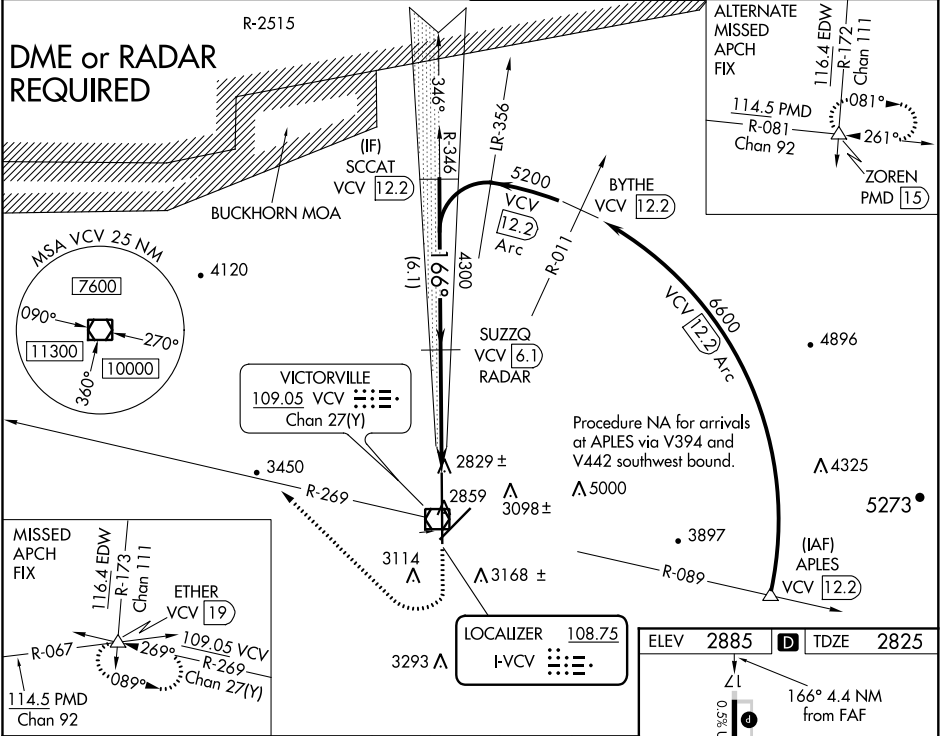 R-2515
DME or RADAR
REQUIRED
BUCKHORN MOA
(IF)
SCCAT
VCV 12.2
346°
R-346
LR-356
5200
VCV
12.2
Arc
R-011
BYTHE
VCV 12.2
6600
VCV 12.2 Arc
166°
(6.1)
4300
ALTERNATE
MISSED
APCH
FIX
116.4 EDW
R-172
Chan 111
114.5 PMD
R-081
Chan 92
081°
261°
ZOREN
PMD 15
MSA VCV 25 NM
7600
090°
270°
11300
10000
360°
4120
SUZZQ
VCV 6.1
RADAR
4896
VICTORVILLE
109.05 VCV
Chan 27(Y)
Procedure NA for arrivals
at APLES via V394 and
V442 southwest bound.
3450
R-269
2829 ±
2859
3098 ±
5000
4325
5273
3897
(IAF)
APLES
VCV 12.2
R-089
3114
3168 ±
3293
LOCALIZER 108.75
I-VCV
MISSED
APCH
FIX
116.4 EDW
R-173
Chan 111
ETHER
VCV 19
R-067
269°
109.05 VCV
R-269
Chan 27(Y)
089°
114.5 PMD
Chan 92
ELEV 2885 D TDZE 2825
17
166° 4.4 NM
from FAF
0.5%
P